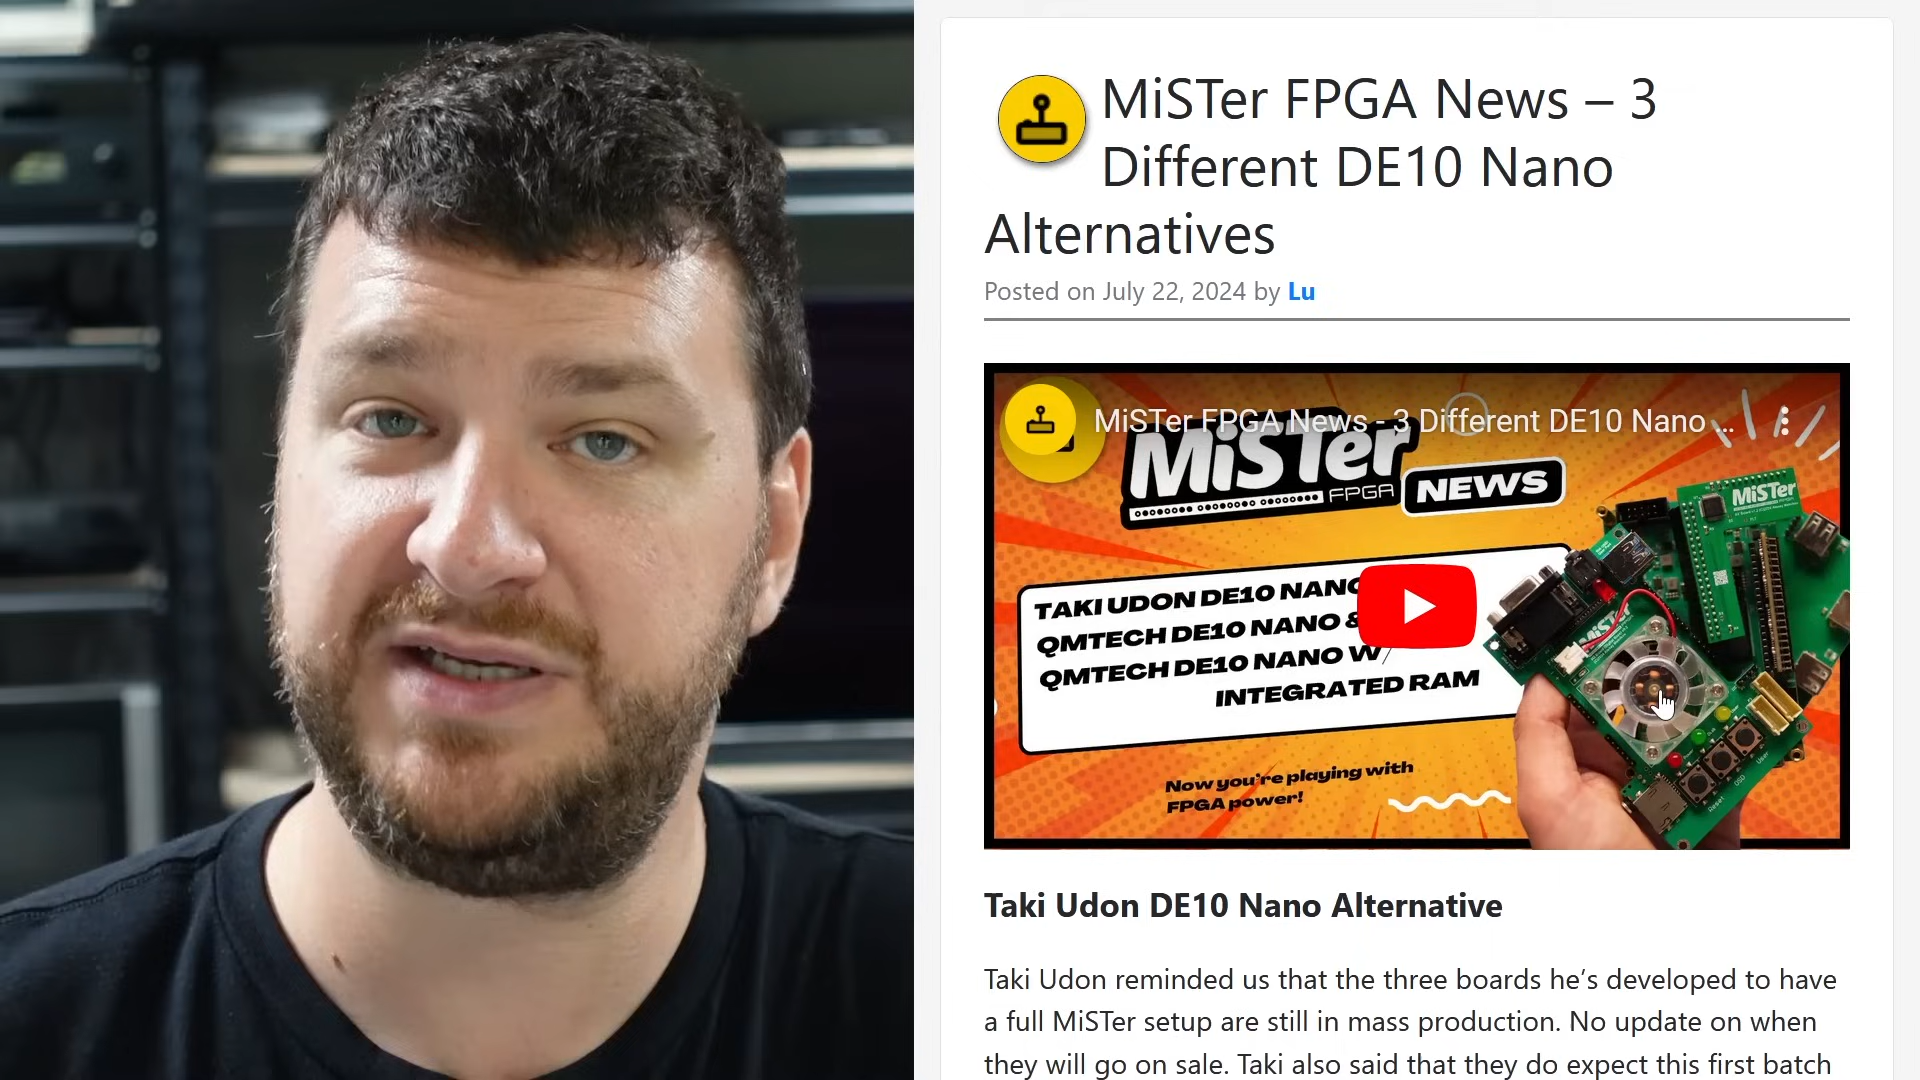 MiSTer FPGA News – 3
Different DE10 Nano
Alternatives
Posted on July 22, 2024 by Lu
MiSTer FPGA News - 3 Different DE10 Nano ...
MiSTer
FPGA
NEWS
MiSTer
TAKI UDON DE10 NANO
QMTECH DE10 NANO &
QMTECH DE10 NANO W/
INTEGRATED RAM
MiSTer
Now you're playing with
FPGA power!
User
OSD
Reset
Taki Udon DE10 Nano Alternative
Taki Udon reminded us that the three boards he’s developed to have
a full MiSTer setup are still in mass production. No update on when
they will go on sale. Taki also said that they do expect this first batch